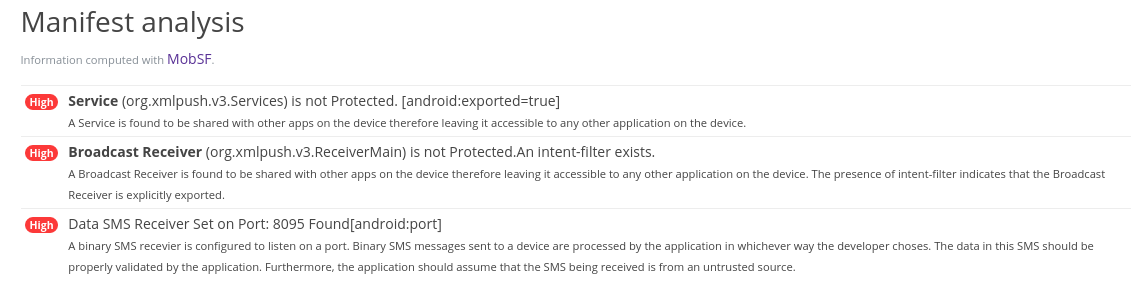 Manifest analysis
Information computed with MobSF.
High Service (org.xmlpush.v3.Services) is not Protected. [android:exported=true]
A Service is found to be shared with other apps on the device therefore leaving it accessible to any other application on the device.
High Broadcast Receiver (org.xmlpush.v3.ReceiverMain) is not Protected.An intent-filter exists.
A Broadcast Receiver is found to be shared with other apps on the device therefore leaving it accessible to any other application on the device. The presence of intent-filter indicates that the Broadcast
Receiver is explicitly exported.
High Data SMS Receiver Set on Port: 8095 Found[android:port]
A binary SMS recevier is configured to listen on a port. Binary SMS messages sent to a device are processed by the application in whichever way the developer choses. The data in this SMS should be
properly validated by the application. Furthermore, the application should assume that the SMS being received is from an untrusted source.